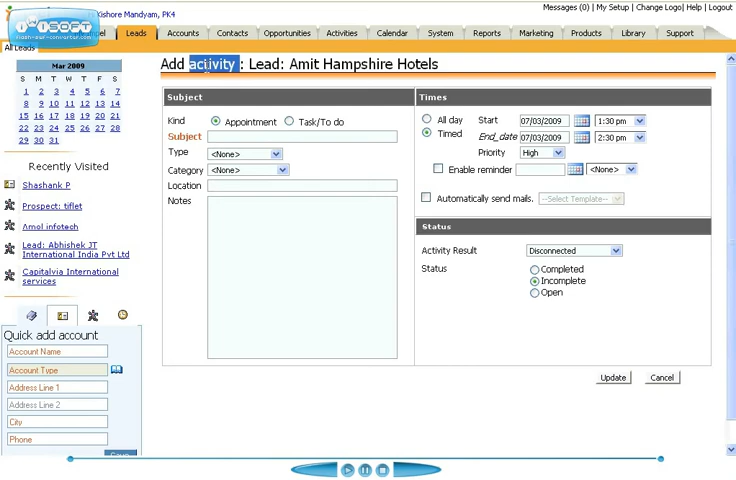 Messages (0) | My Setup | Change Logo| Help | Logout
Kishore Mandyam, PK4
Leads
Accounts
Contacts
Opportunities
Activities
Calendar
System
Reports
Marketing
Products
Library
Support
All Leads
Mar 2009
S M T W T F S
1 2 3 4 5 6 7
8 9 10 11 12 13 14
15 16 17 18 19 20 21
22 23 24 25 26 27 28
29 30 31
Recently Visited
Shashank P
Prospect: tiflet
Amol infotech
Lead: Abhishek JT
International India Pvt Ltd
Capitalvia International
services
Quick add account
Account Name
Account Type
Address Line 1
Address Line 2
City
Phone
Add activity : Lead: Amit Hampshire Hotels
Subject
Kind Appointment Task/To do
Subject
Type <None>
Category <None>
Location
Notes
Times
All day Start 07/03/2009 1:30 pm
Timed End_date 07/03/2009 2:30 pm
Priority High
Enable reminder <None>
Automatically send mails. --Select Template--
Status
Activity Result Disconnected
Status Completed
Incomplete
Open
Update Cancel